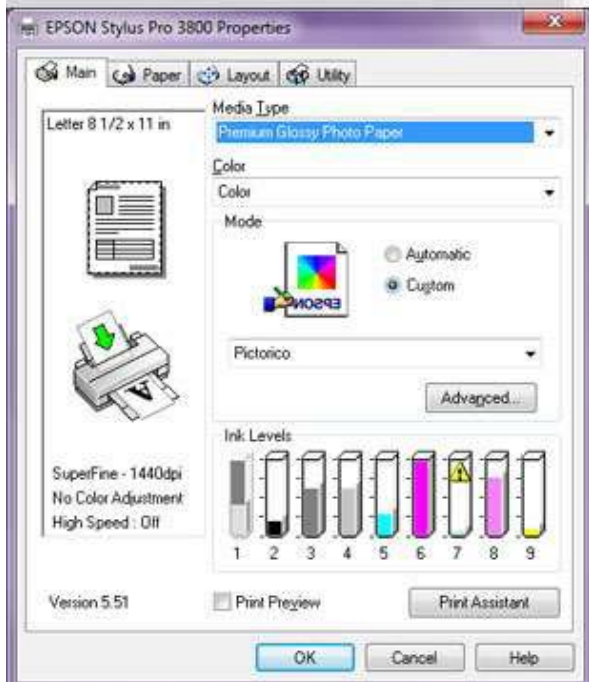 EPSON Stylus Pro 3800 Properties
Main Paper Layout Utility
Letter 8 1/2 x 11 in
Media Type
Premium Glossy Photo Paper
Color
Color
Mode
Automatic
Custom
EPSON
Pictorico
Advanced...
Ink Levels
1 2 3 4 5 6 7 8 9
SuperFine - 1440dpi
No Color Adjustment
High Speed : Off
Version 5.51
Print Preview
Print Assistant
OK Cancel Help